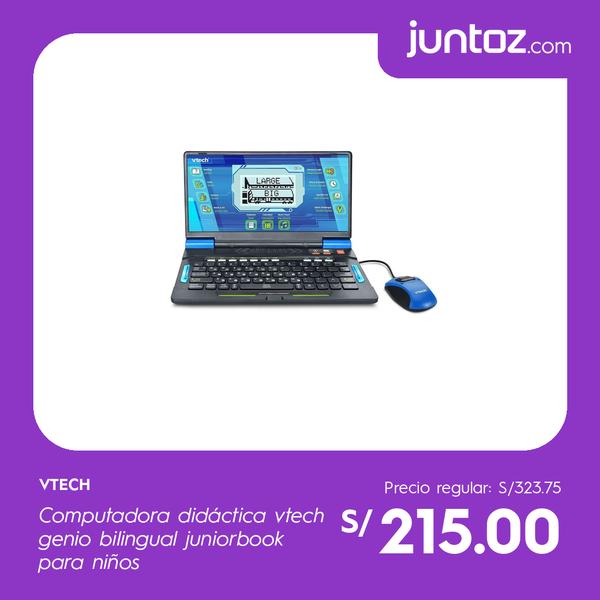 juntoz.com
vtech
LARGE
BIG
vtech
VTECH
Computadora didáctica vtech
genio bilingual juniorbook
para niños
Precio regular: S/323.75
S/215.00